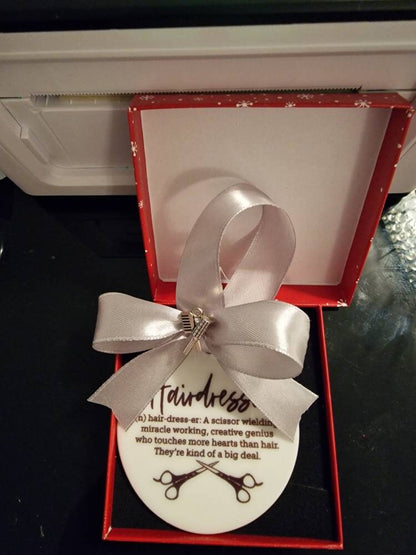 Hairdress
n) hair-dress-er: A scissor wielding
miracle working, creative genius
who touches more hearts than hair.
They're kind of a big deal.